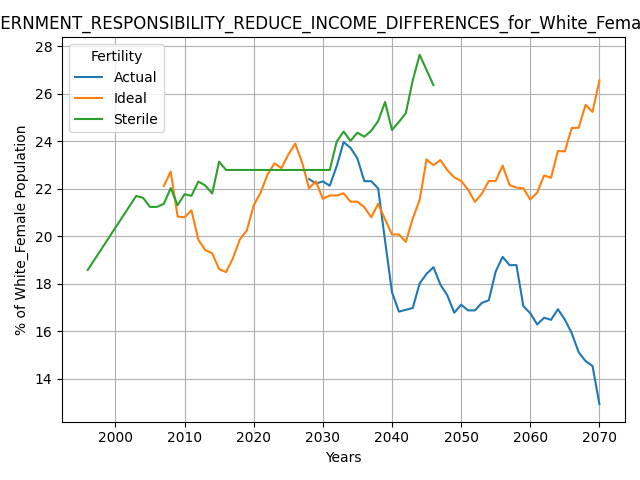 ERNMENT_RESPONSIBILITY_REDUCE_INCOME_DIFFERENCES_for_White_Fema
28
26
24
22
20
18
16
14
% of White_Female Population
Fertility
Actual
Ideal
Sterile
2000 2010 2020 2030 2040 2050 2060 2070
Years